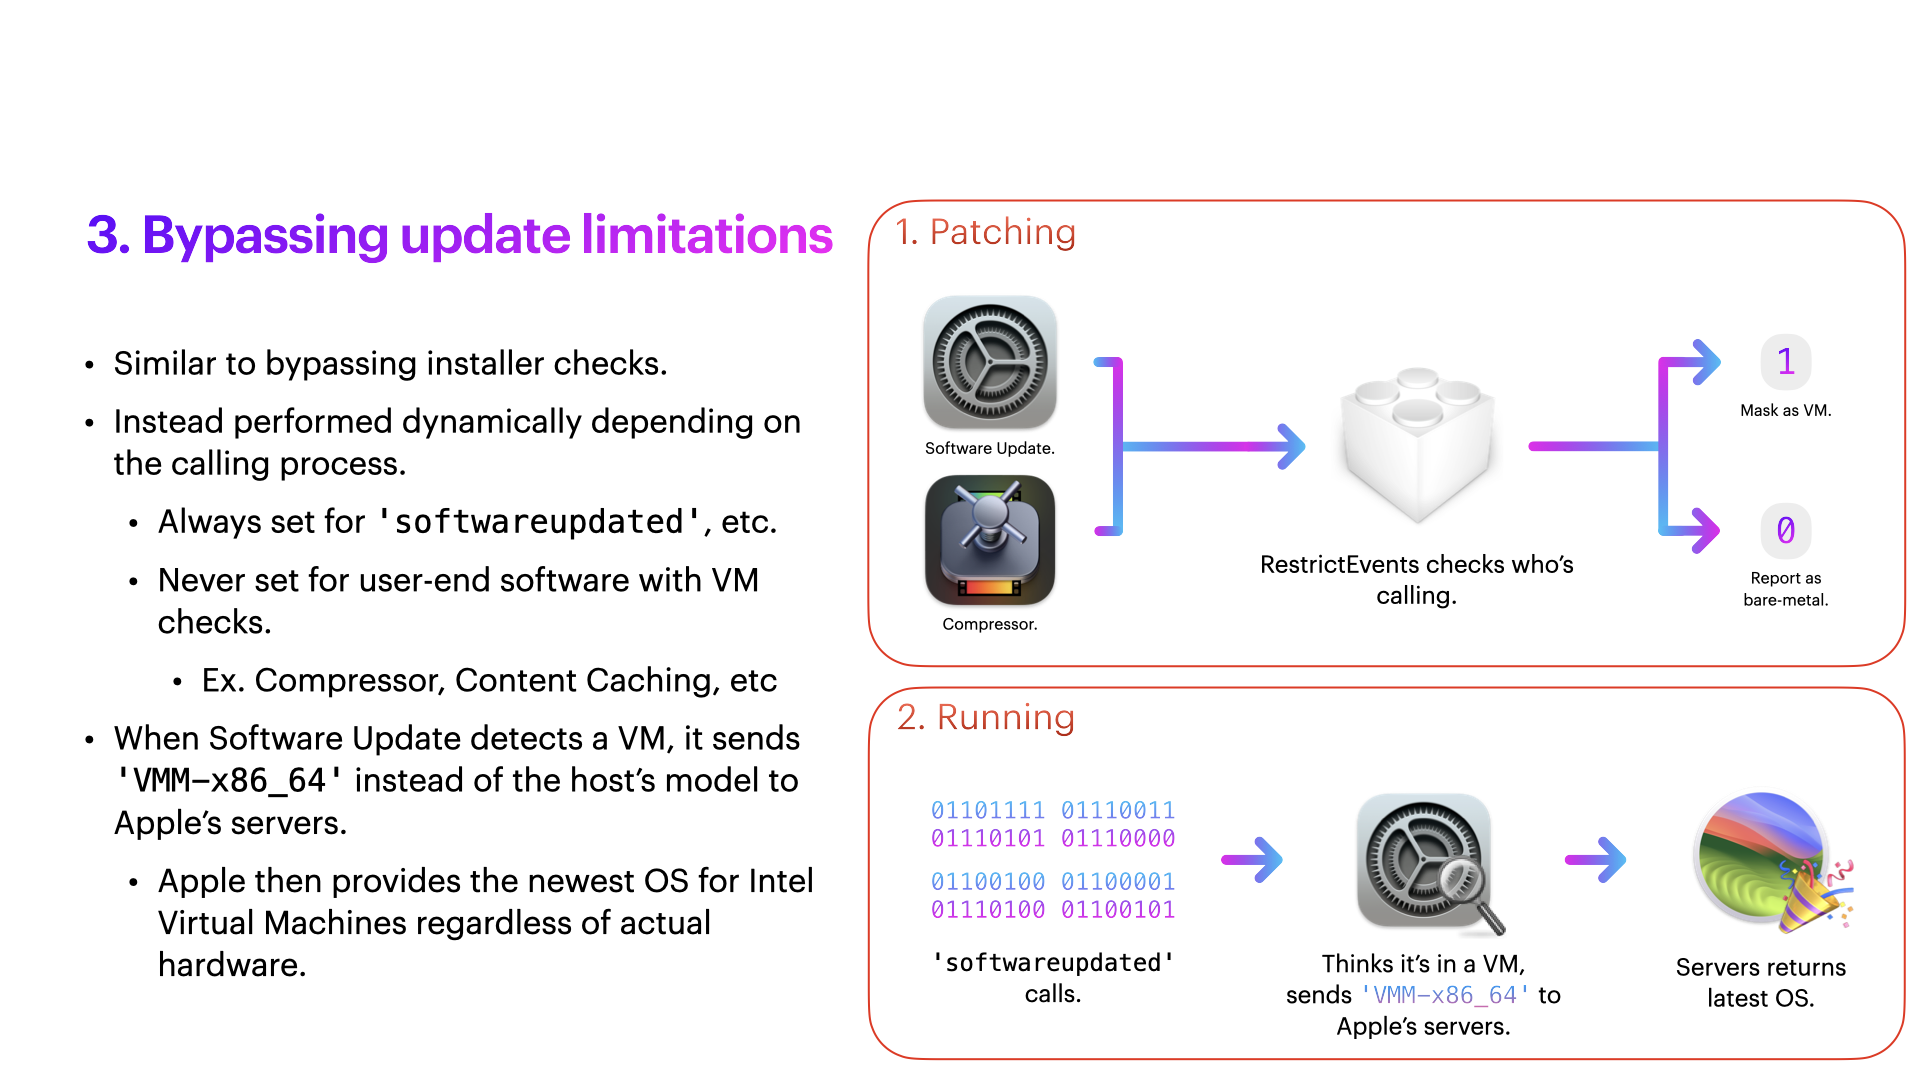 3. Bypassing update limitations
• Similar to bypassing installer checks.
• Instead performed dynamically depending on
the calling process.
• Always set for 'softwareupdated', etc.
• Never set for user-end software with VM
checks.
• Ex. Compressor, Content Caching, etc
• When Software Update detects a VM, it sends
'VMM-x86_64' instead of the host’s model to
Apple’s servers.
• Apple then provides the newest OS for Intel
Virtual Machines regardless of actual
hardware.
1. Patching
Software Update.
Compressor.
RestrictEvents checks who’s
calling.
1
Mask as VM.
0
Report as
bare-metal.
2. Running
01101111 01110011
01110101 01110000
01100100 01100001
01110100 01100101
'softwareupdated'
calls.
Thinks it’s in a VM,
sends 'VMM-x86_64' to
Apple’s servers.
Servers returns
latest OS.